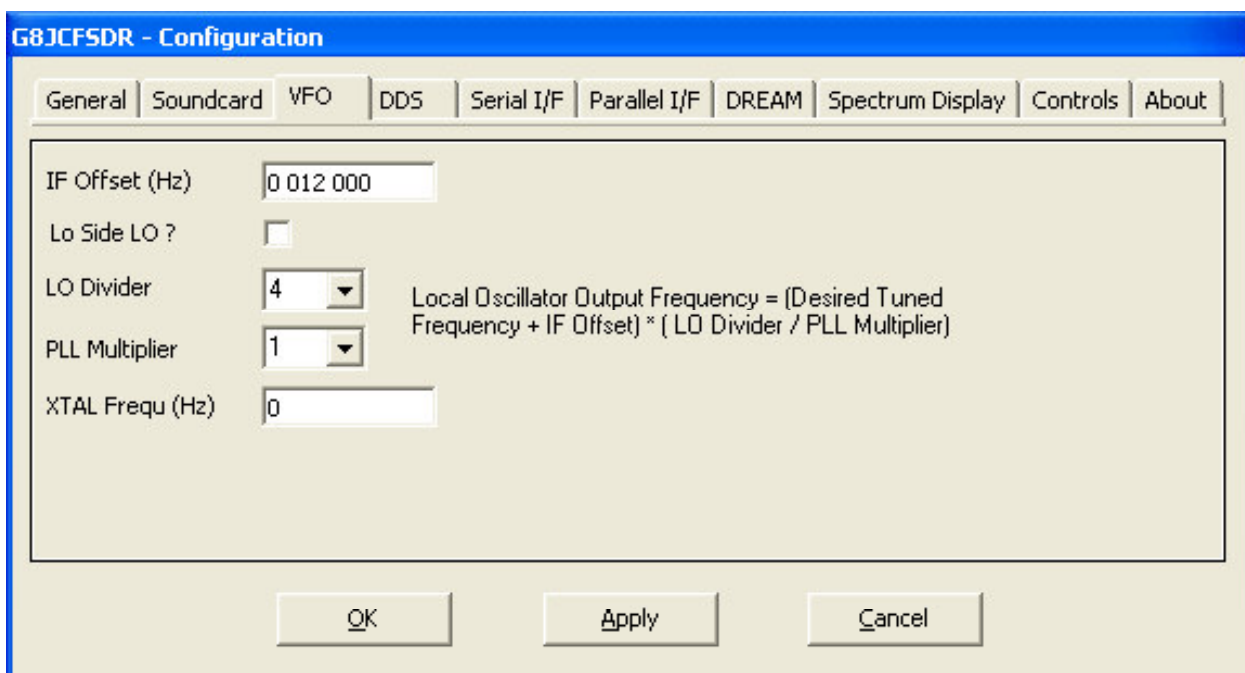 G8JCFSDR - Configuration
General Soundcard VFO DDS Serial I/F Parallel I/F DREAM Spectrum Display Controls About
IF Offset (Hz) 0 012 000
Lo Side LO ?
LO Divider 4
Local Oscillator Output Frequency = (Desired Tuned
Frequency + IF Offset) * ( LO Divider / PLL Multiplier)
PLL Multiplier 1
XTAL Frequ (Hz) 0
OK Apply Cancel